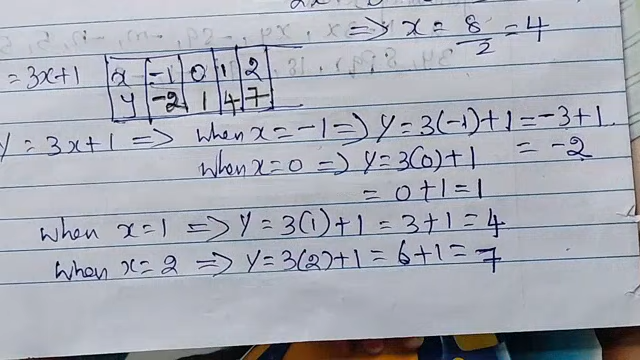 => x = 8/2 = 4
= 3x+1 | x | -1 | 0 | 1 | 2 |
| y | -2 | 1 | 4 | 7 |
Y = 3x+1 => when x = -1 => Y = 3(-1)+1 = -3+1
= -2
when x=0 => Y = 3(0)+1
= 0+1 = 1
when x=1 => Y = 3(1)+1 = 3+1 = 4
when x=2 => Y = 3(2)+1 = 6+1 = 7